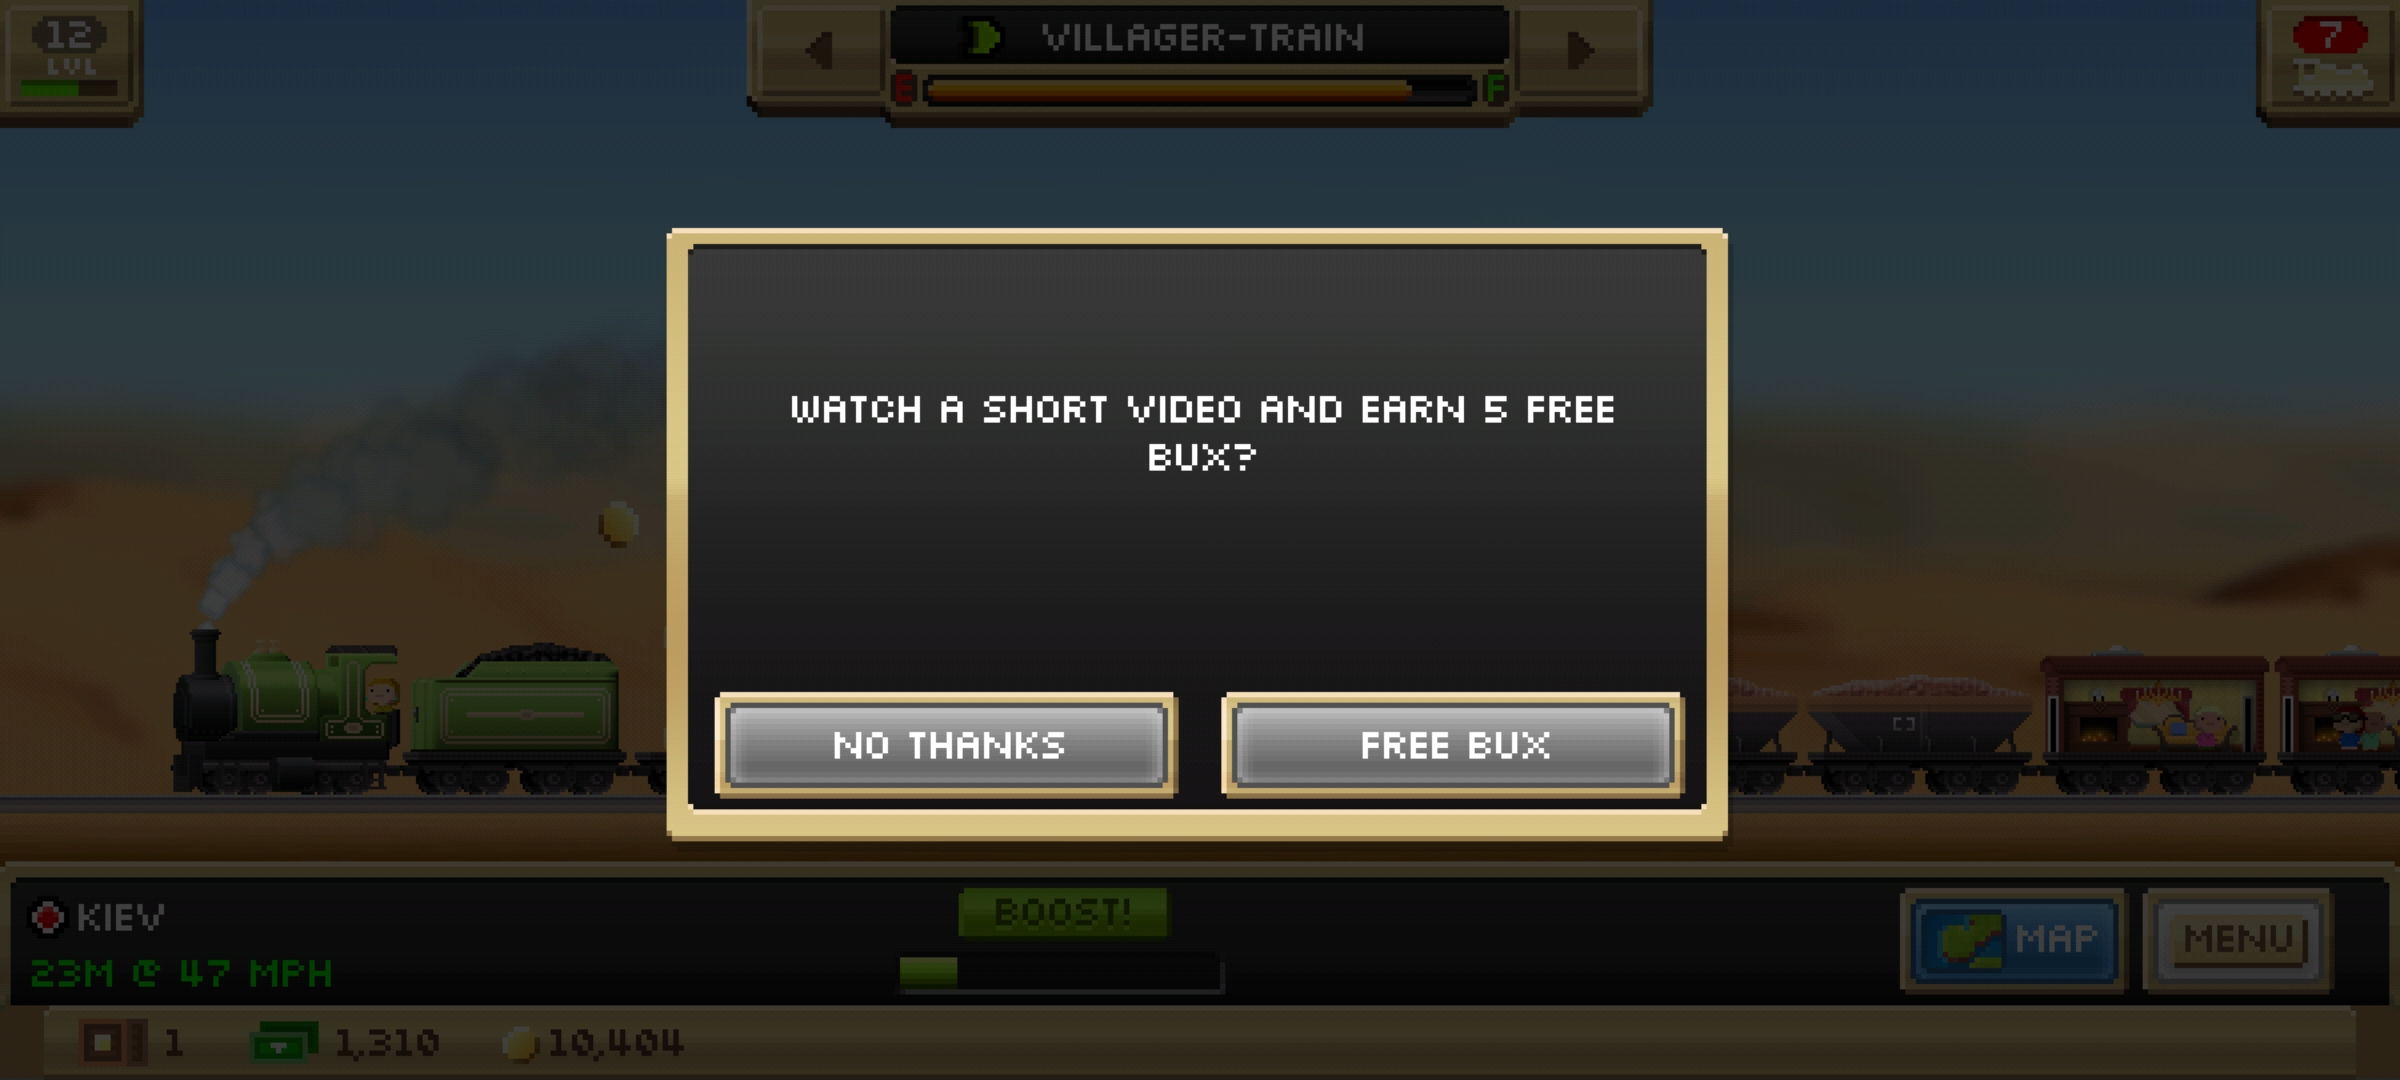 12
LVL
VILLAGER-TRAIN
E F
7
WATCH A SHORT VIDEO AND EARN 5 FREE
BUX?
NO THANKS
FREE BUX
KIEV
23M @ 47 MPH
BOOST!
MAP
MENU
1
1,310
10,404